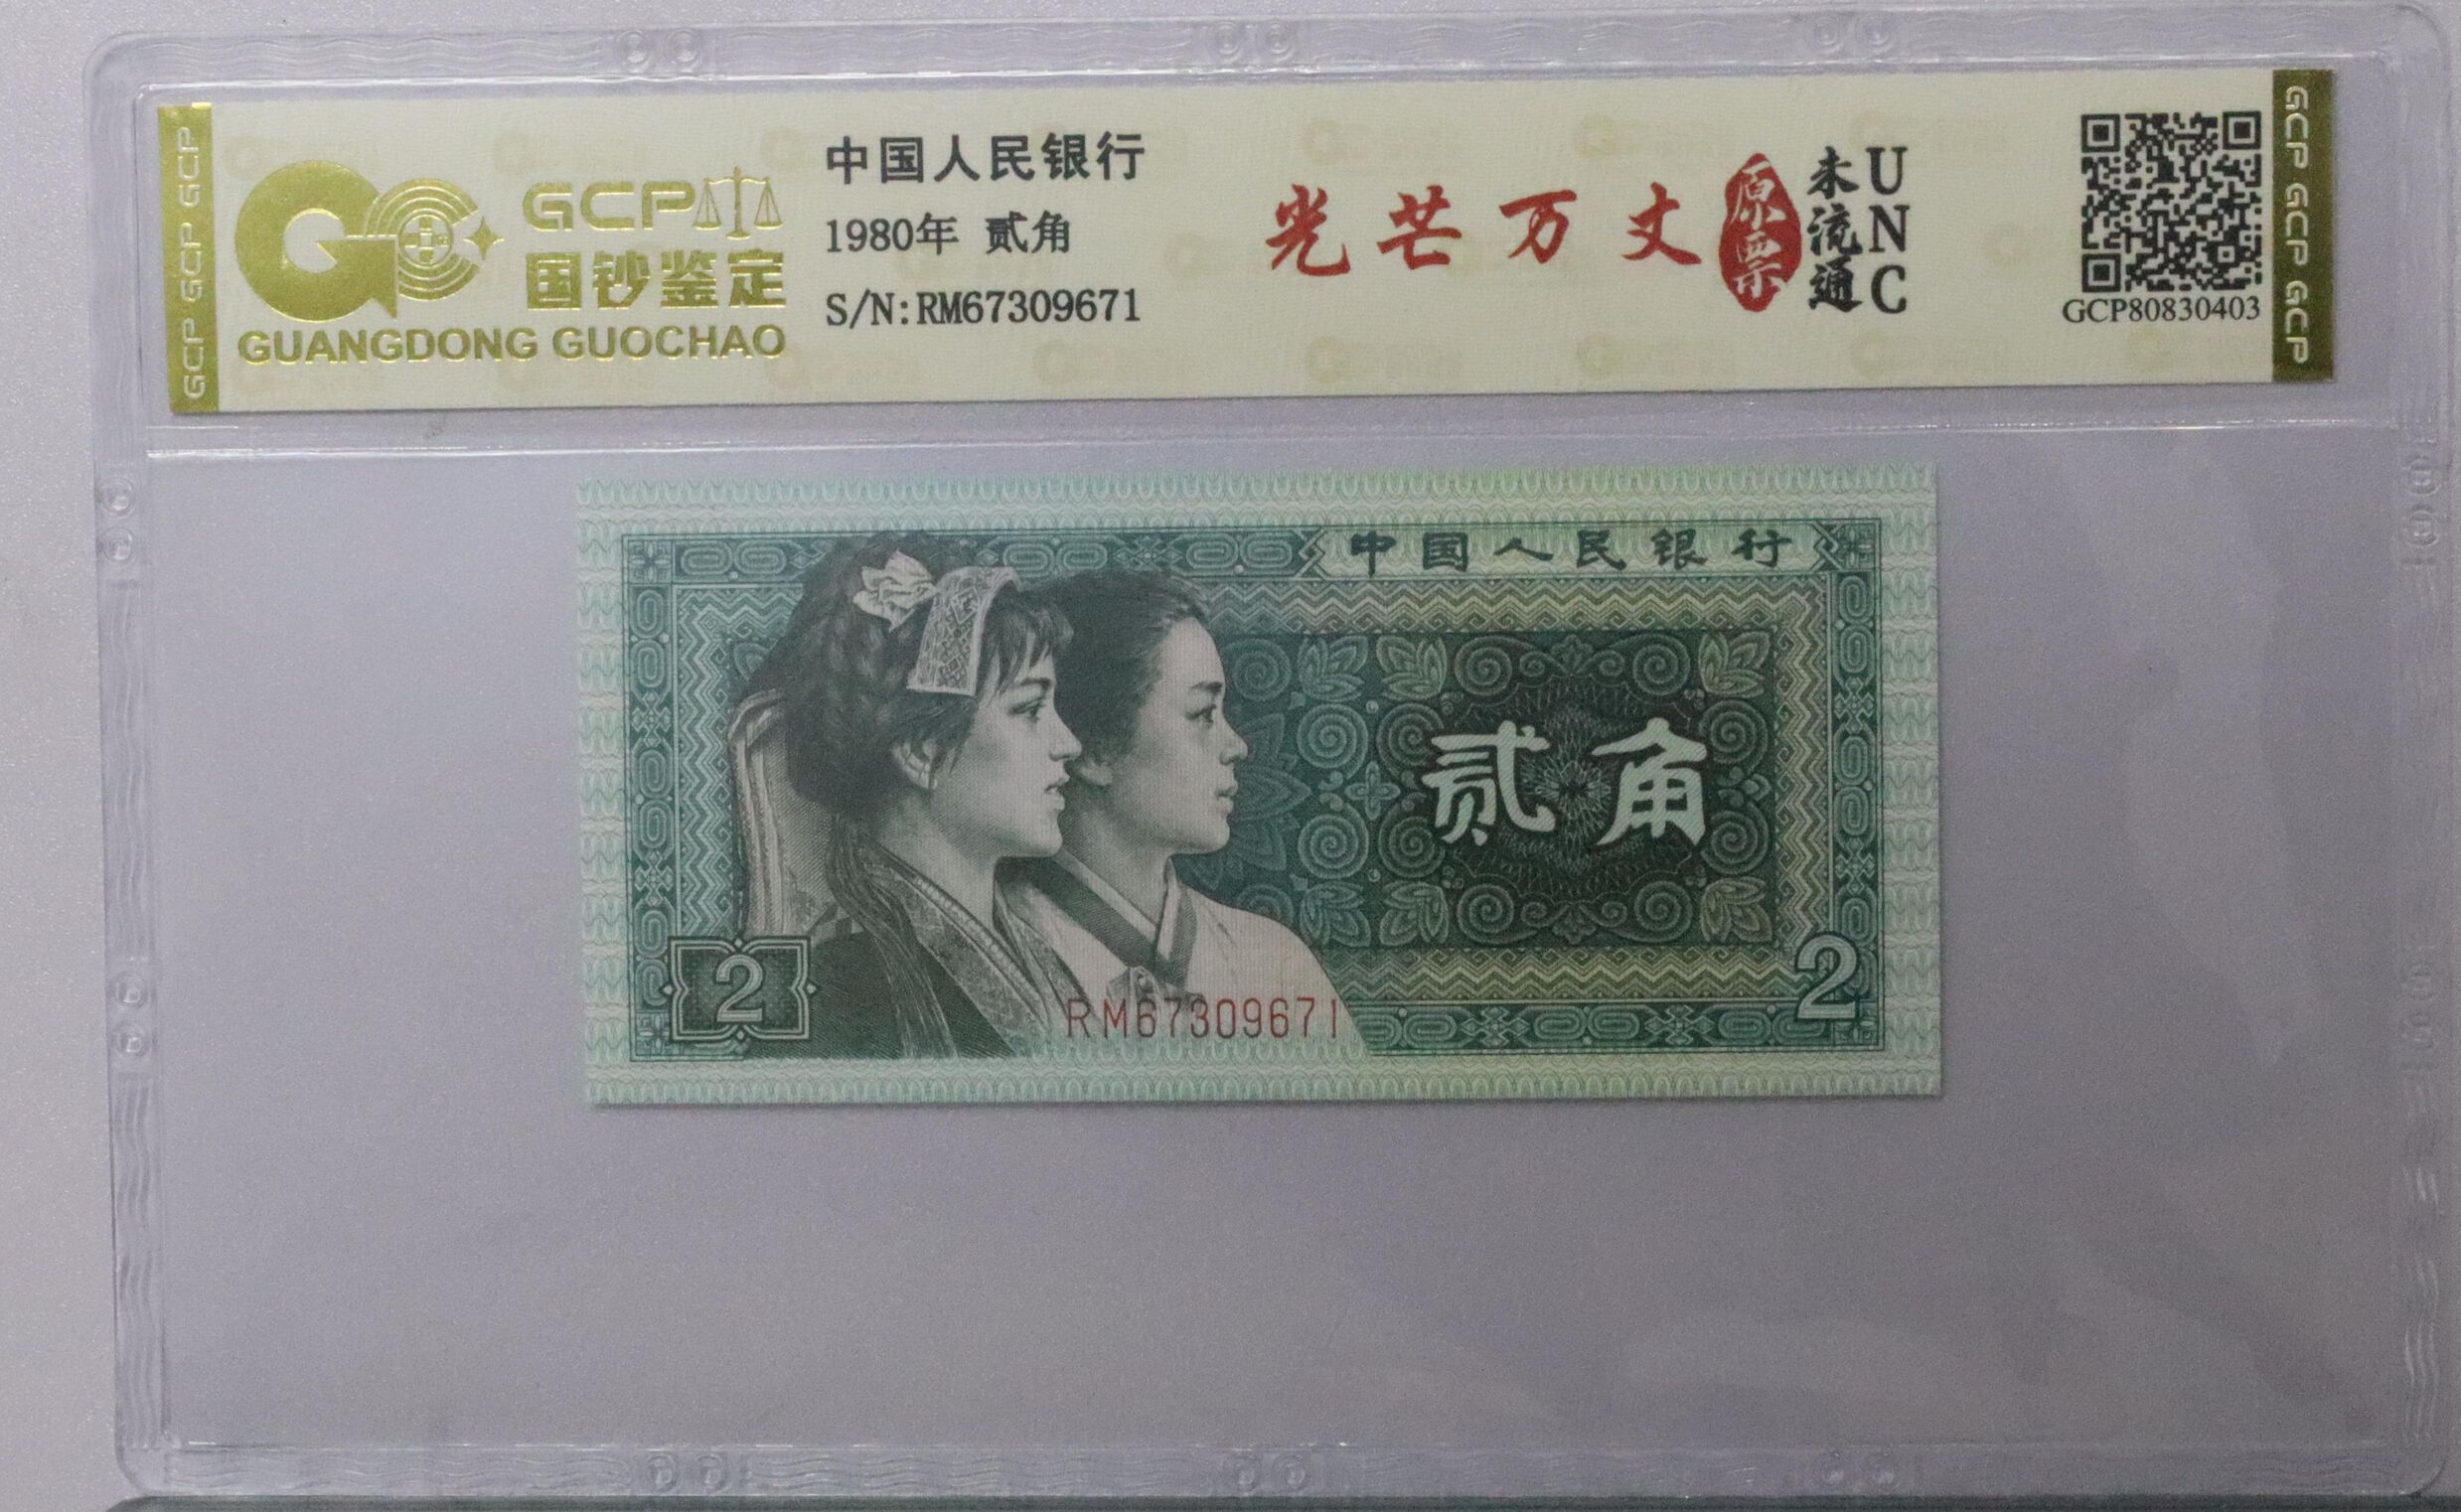 GCP GCP GCP
GCP
国钞鉴定
GUANGDONG GUOCHAO
中国人民银行
1980年 贰角
S/N:RM67309671
光芒万丈
原票
未流通
UNC
GCP80830403
GCP GCP GCP
中国人民银行
贰角
2
RM67309671
2